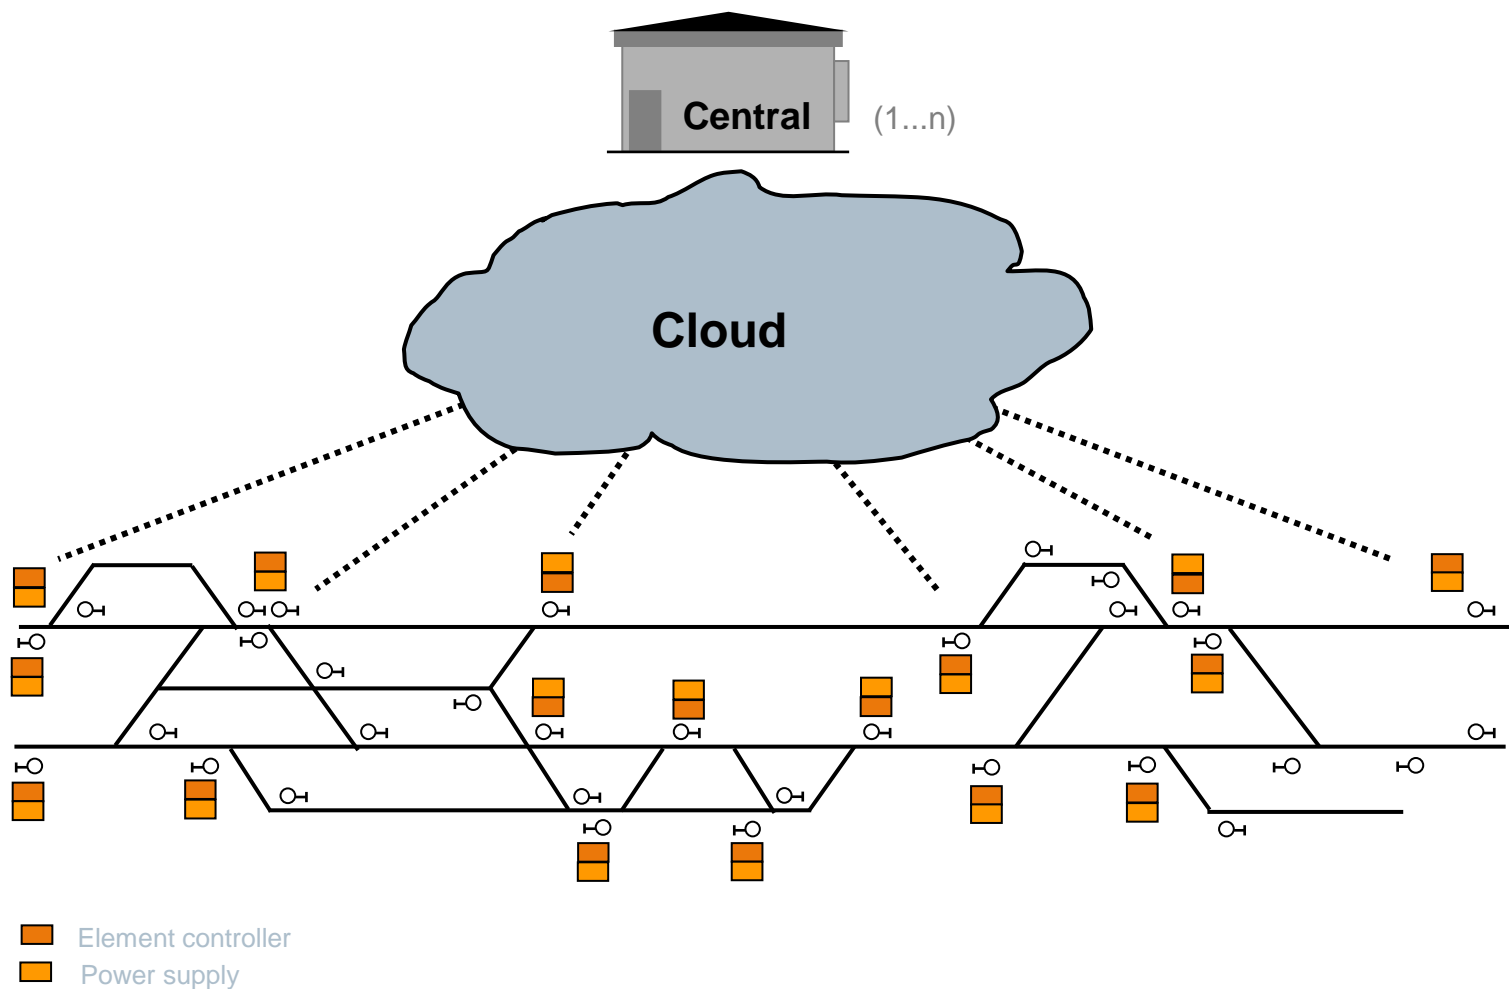 Central
(1...n)
Cloud
Element controller
Power supply